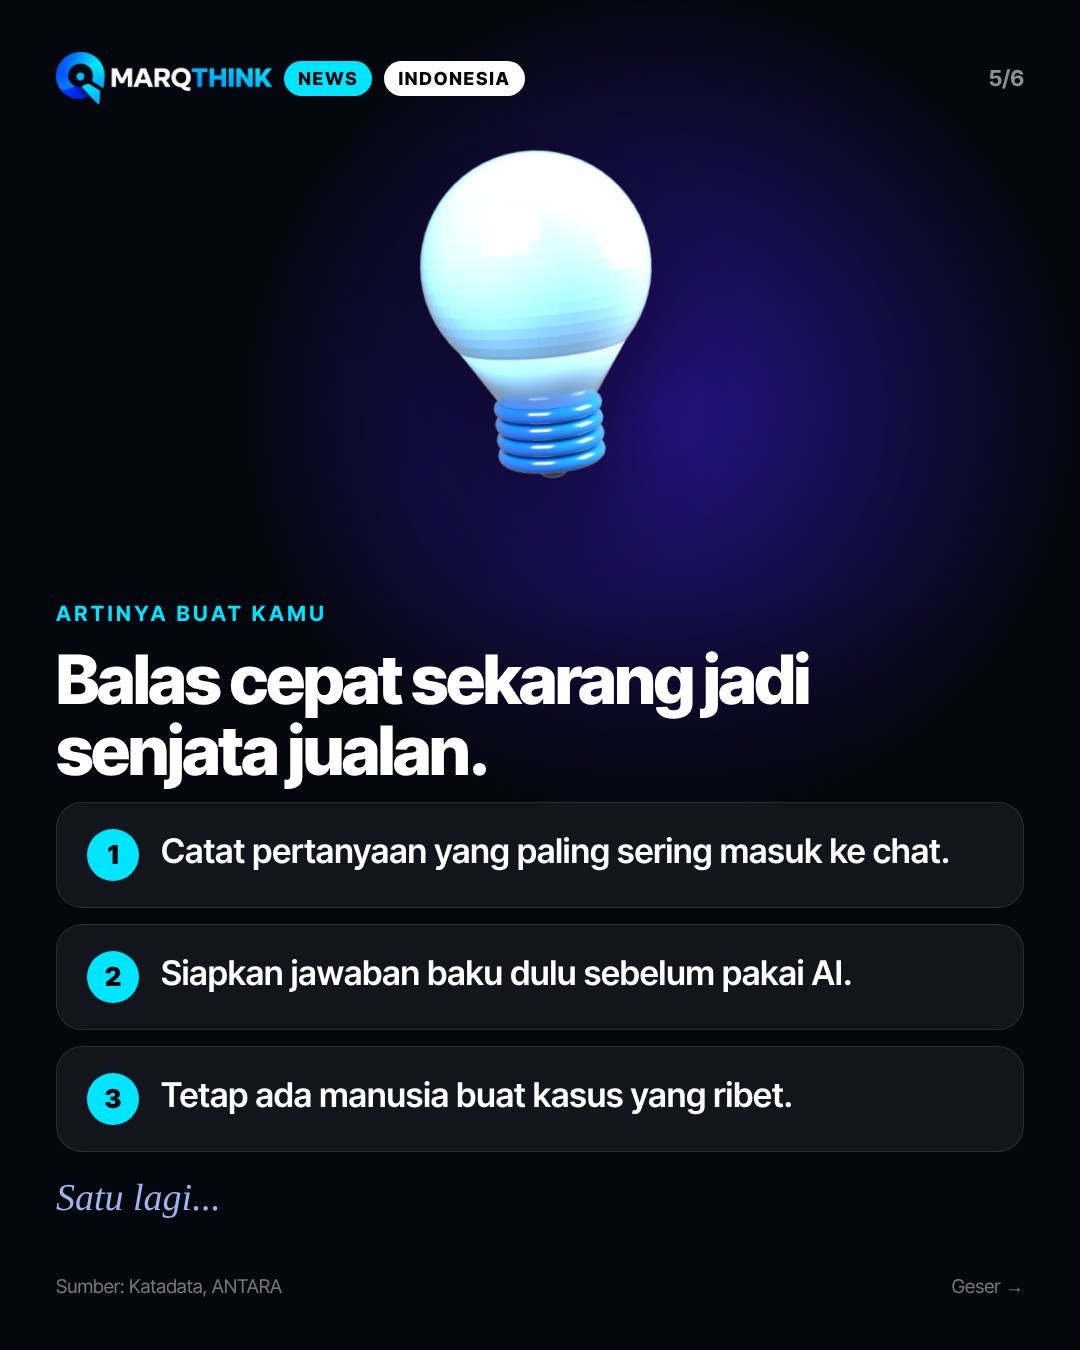 MARQTHINK NEWS INDONESIA 5/6
ARTINYA BUAT KAMU
Balas cepat sekarang jadi
senjata jualan.
1 Catat pertanyaan yang paling sering masuk ke chat.
2 Siapkan jawaban baku dulu sebelum pakai AI.
3 Tetap ada manusia buat kasus yang ribet.
Satu lagi...
Sumber: Katadata, ANTARA Geser →